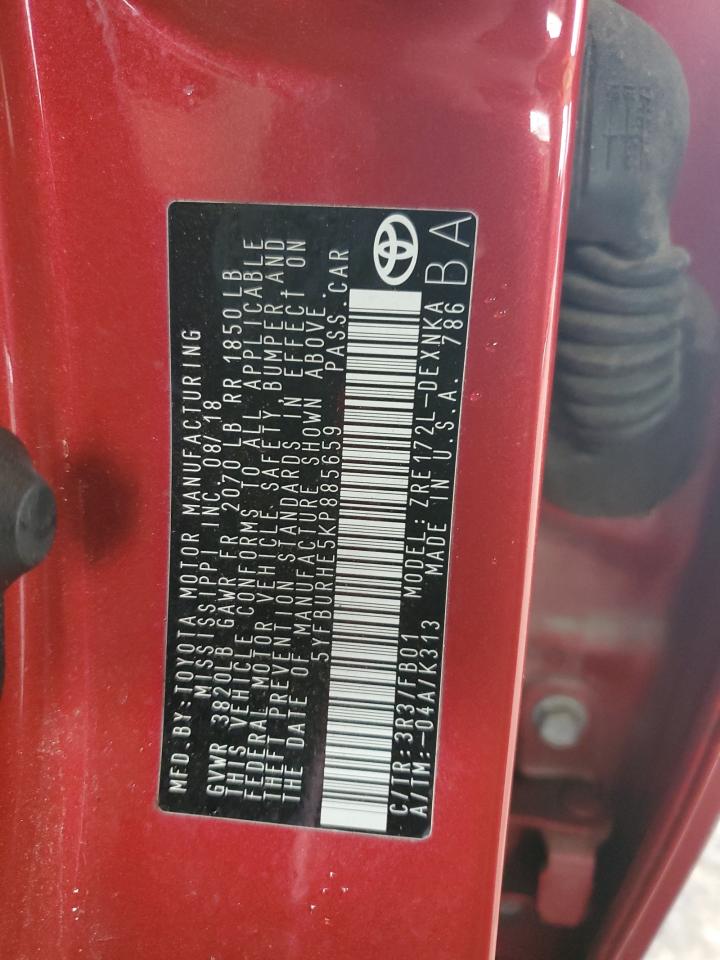 MFD.BY:TOYOTA MOTOR MANUFACTURING
MISSISSIPPI INC 08/18
GVWR 3820LB GAWR FR 2070 LB RR 1850LB
THIS VEHICLE CONFORMS TO ALL APPLICABLE
FEDERAL MOTOR VEHICLE SAFETY, BUMPER AND
THEFT PREVENTION STANDARDS IN EFFECT ON
THE DATE OF MANUFACTURE SHOWN ABOVE.
5YFBURHE5KP885659 PASS.CAR
C/TR:3R3/FB01 MODEL:ZRE172L-DEXNKA
A/TM:-04A/K313 MADE IN U.S.A. 786
BA